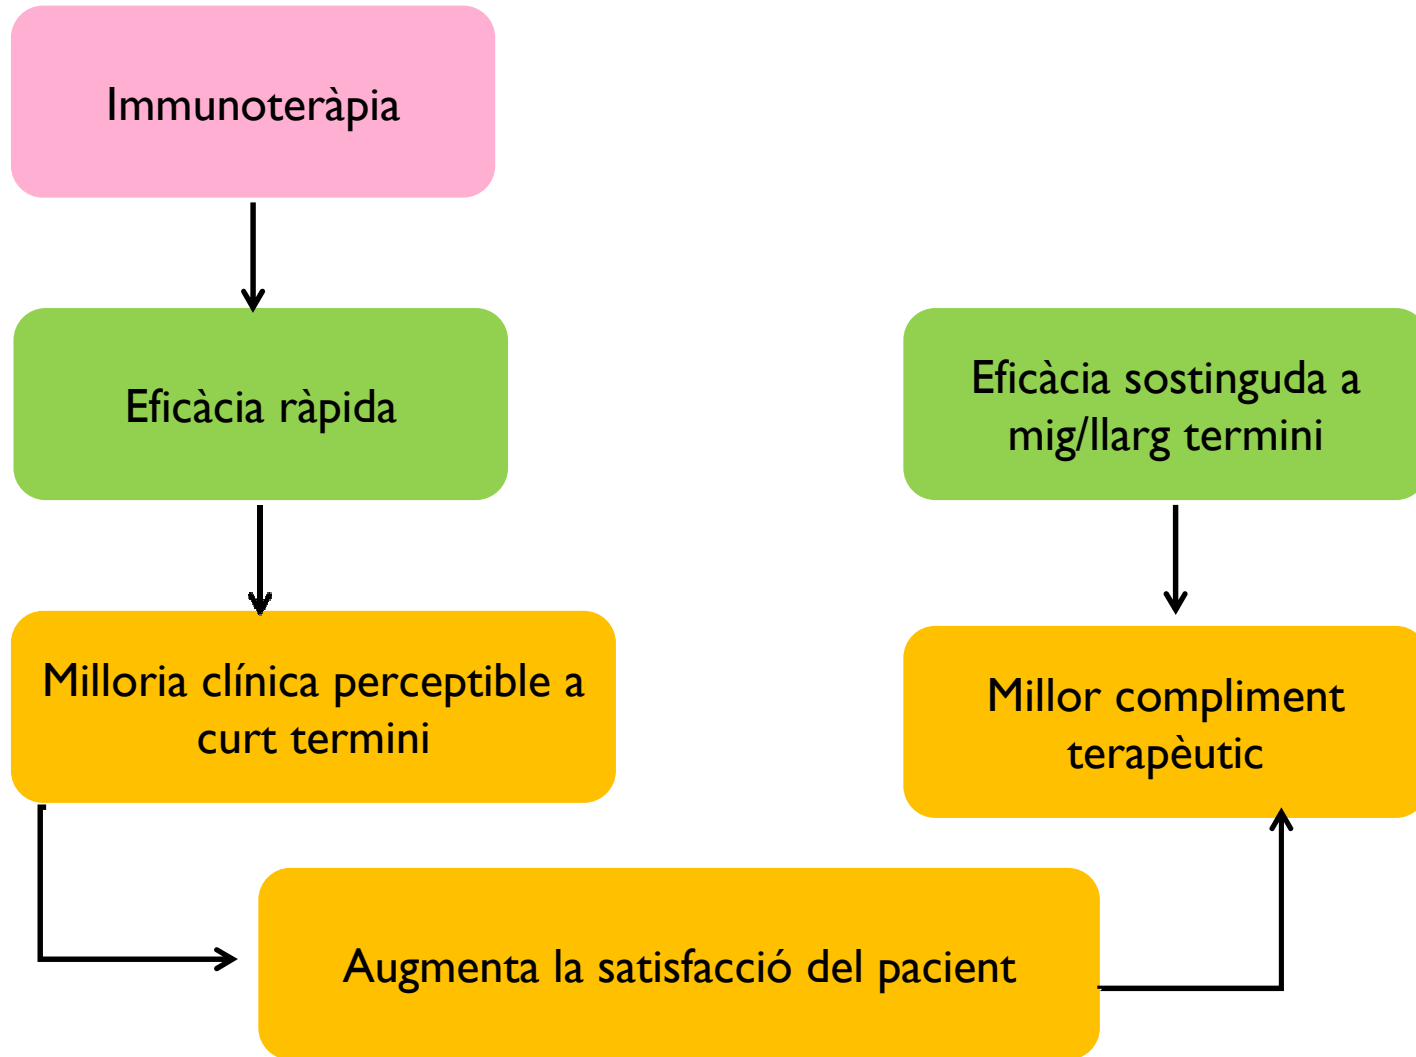 Immunoteràpia
Eficàcia ràpida
Eficàcia sostinguda a
mig/llarg termini
Milloria clínica perceptible a
curt termini
Millor compliment
terapèutic
Augmenta la satisfacció del pacient